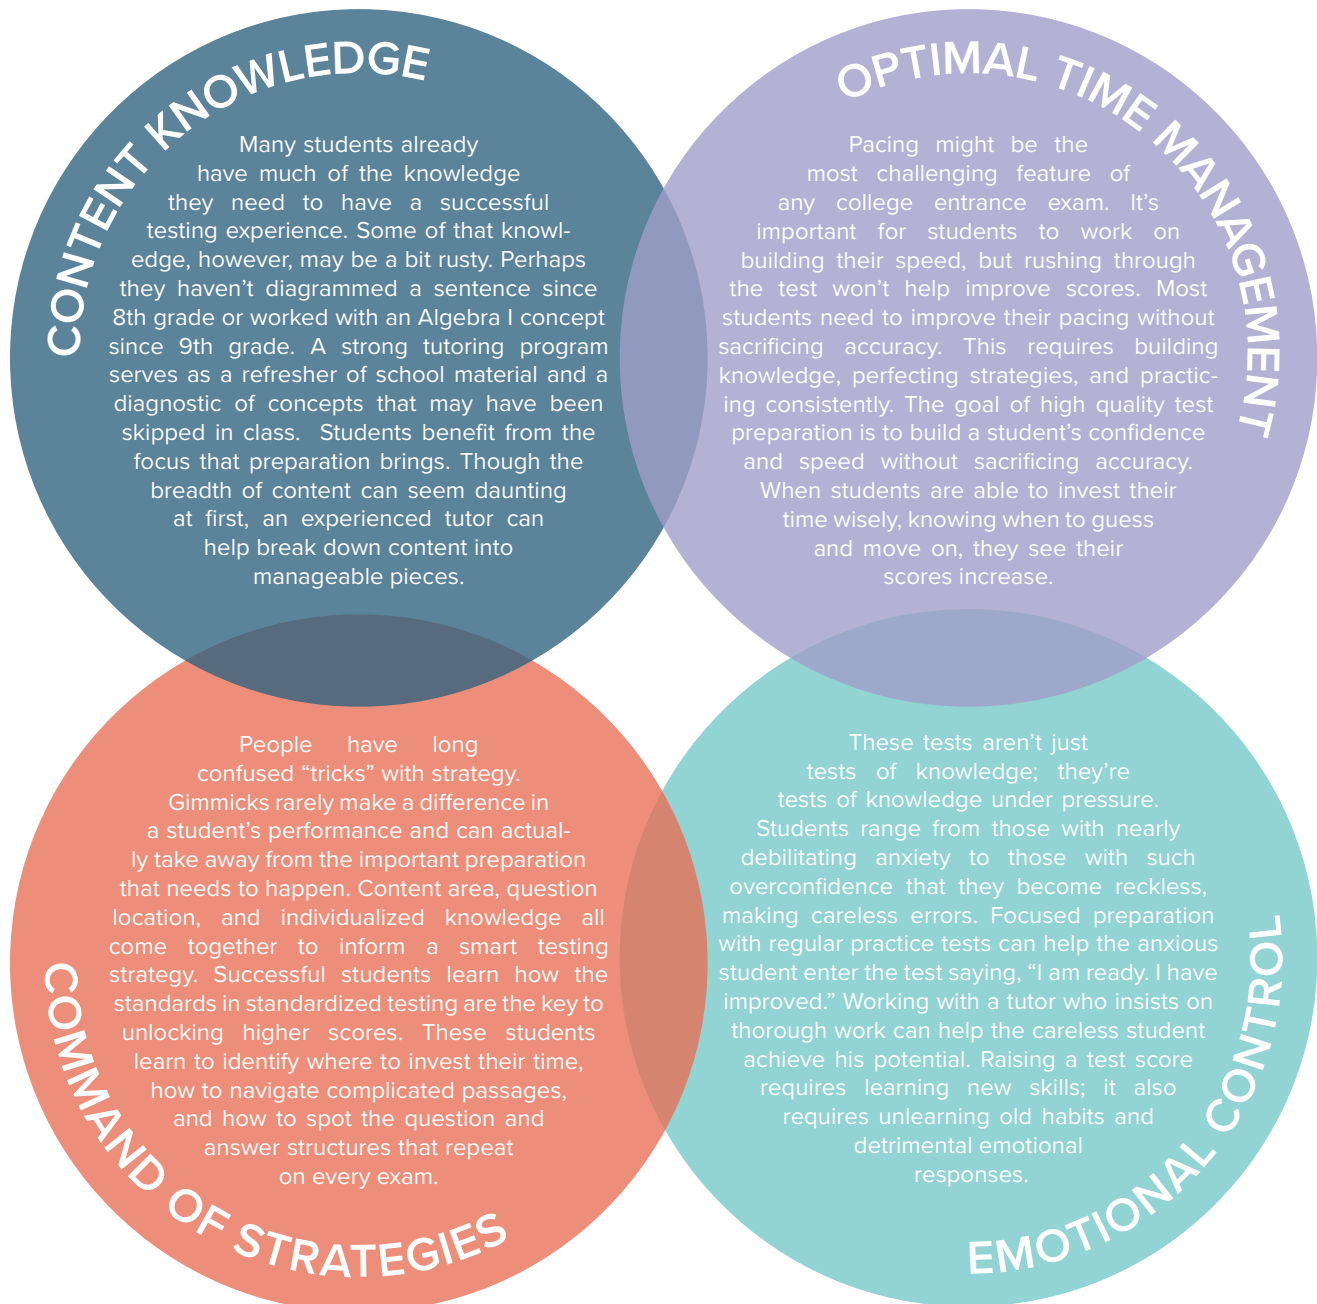 CONTENT KNOWLEDGE
Many students already
have much of the knowledge
they need to have a successful
testing experience. Some of that knowl-
edge, however, may be a bit rusty. Perhaps
they haven’t diagrammed a sentence since
8th grade or worked with an Algebra I concept
since 9th grade. A strong tutoring program
serves as a refresher of school material and a
diagnostic of concepts that may have been
skipped in class. Students benefit from the
focus that preparation brings. Though the
breadth of content can seem daunting
at first, an experienced tutor can
help break down content into
manageable pieces.
OPTIMAL TIME MANAGEMENT
Pacing might be the
most challenging feature of
any college entrance exam. It’s
important for students to work on
building their speed, but rushing through
the test won’t help improve scores. Most
students need to improve their pacing without
sacrificing accuracy. This requires building
knowledge, perfecting strategies, and practic-
ing consistently. The goal of high quality test
preparation is to build a student’s confidence
and speed without sacrificing accuracy.
When students are able to invest their
time wisely, knowing when to guess
and move on, they see their
scores increase.
People have long
confused “tricks” with strategy.
Gimmicks rarely make a difference in
a student’s performance and can actual-
ly take away from the important preparation
that needs to happen. Content area, question
location, and individualized knowledge all
come together to inform a smart testing
strategy. Successful students learn how the
standards in standardized testing are the key to
unlocking higher scores. These students
learn to identify where to invest their time,
how to navigate complicated passages,
and how to spot the question and
answer structures that repeat
on every exam.
COMMAND OF STRATEGIES
These tests aren’t just
tests of knowledge; they’re
tests of knowledge under pressure.
Students range from those with nearly
debilitating anxiety to those with such
overconfidence that they become reckless,
making careless errors. Focused preparation
with regular practice tests can help the anxious
student enter the test saying, “I am ready. I have
improved.” Working with a tutor who insists on
thorough work can help the careless student
achieve his potential. Raising a test score
requires learning new skills; it also
requires unlearning old habits and
detrimental emotional
responses.
EMOTIONAL CONTROL